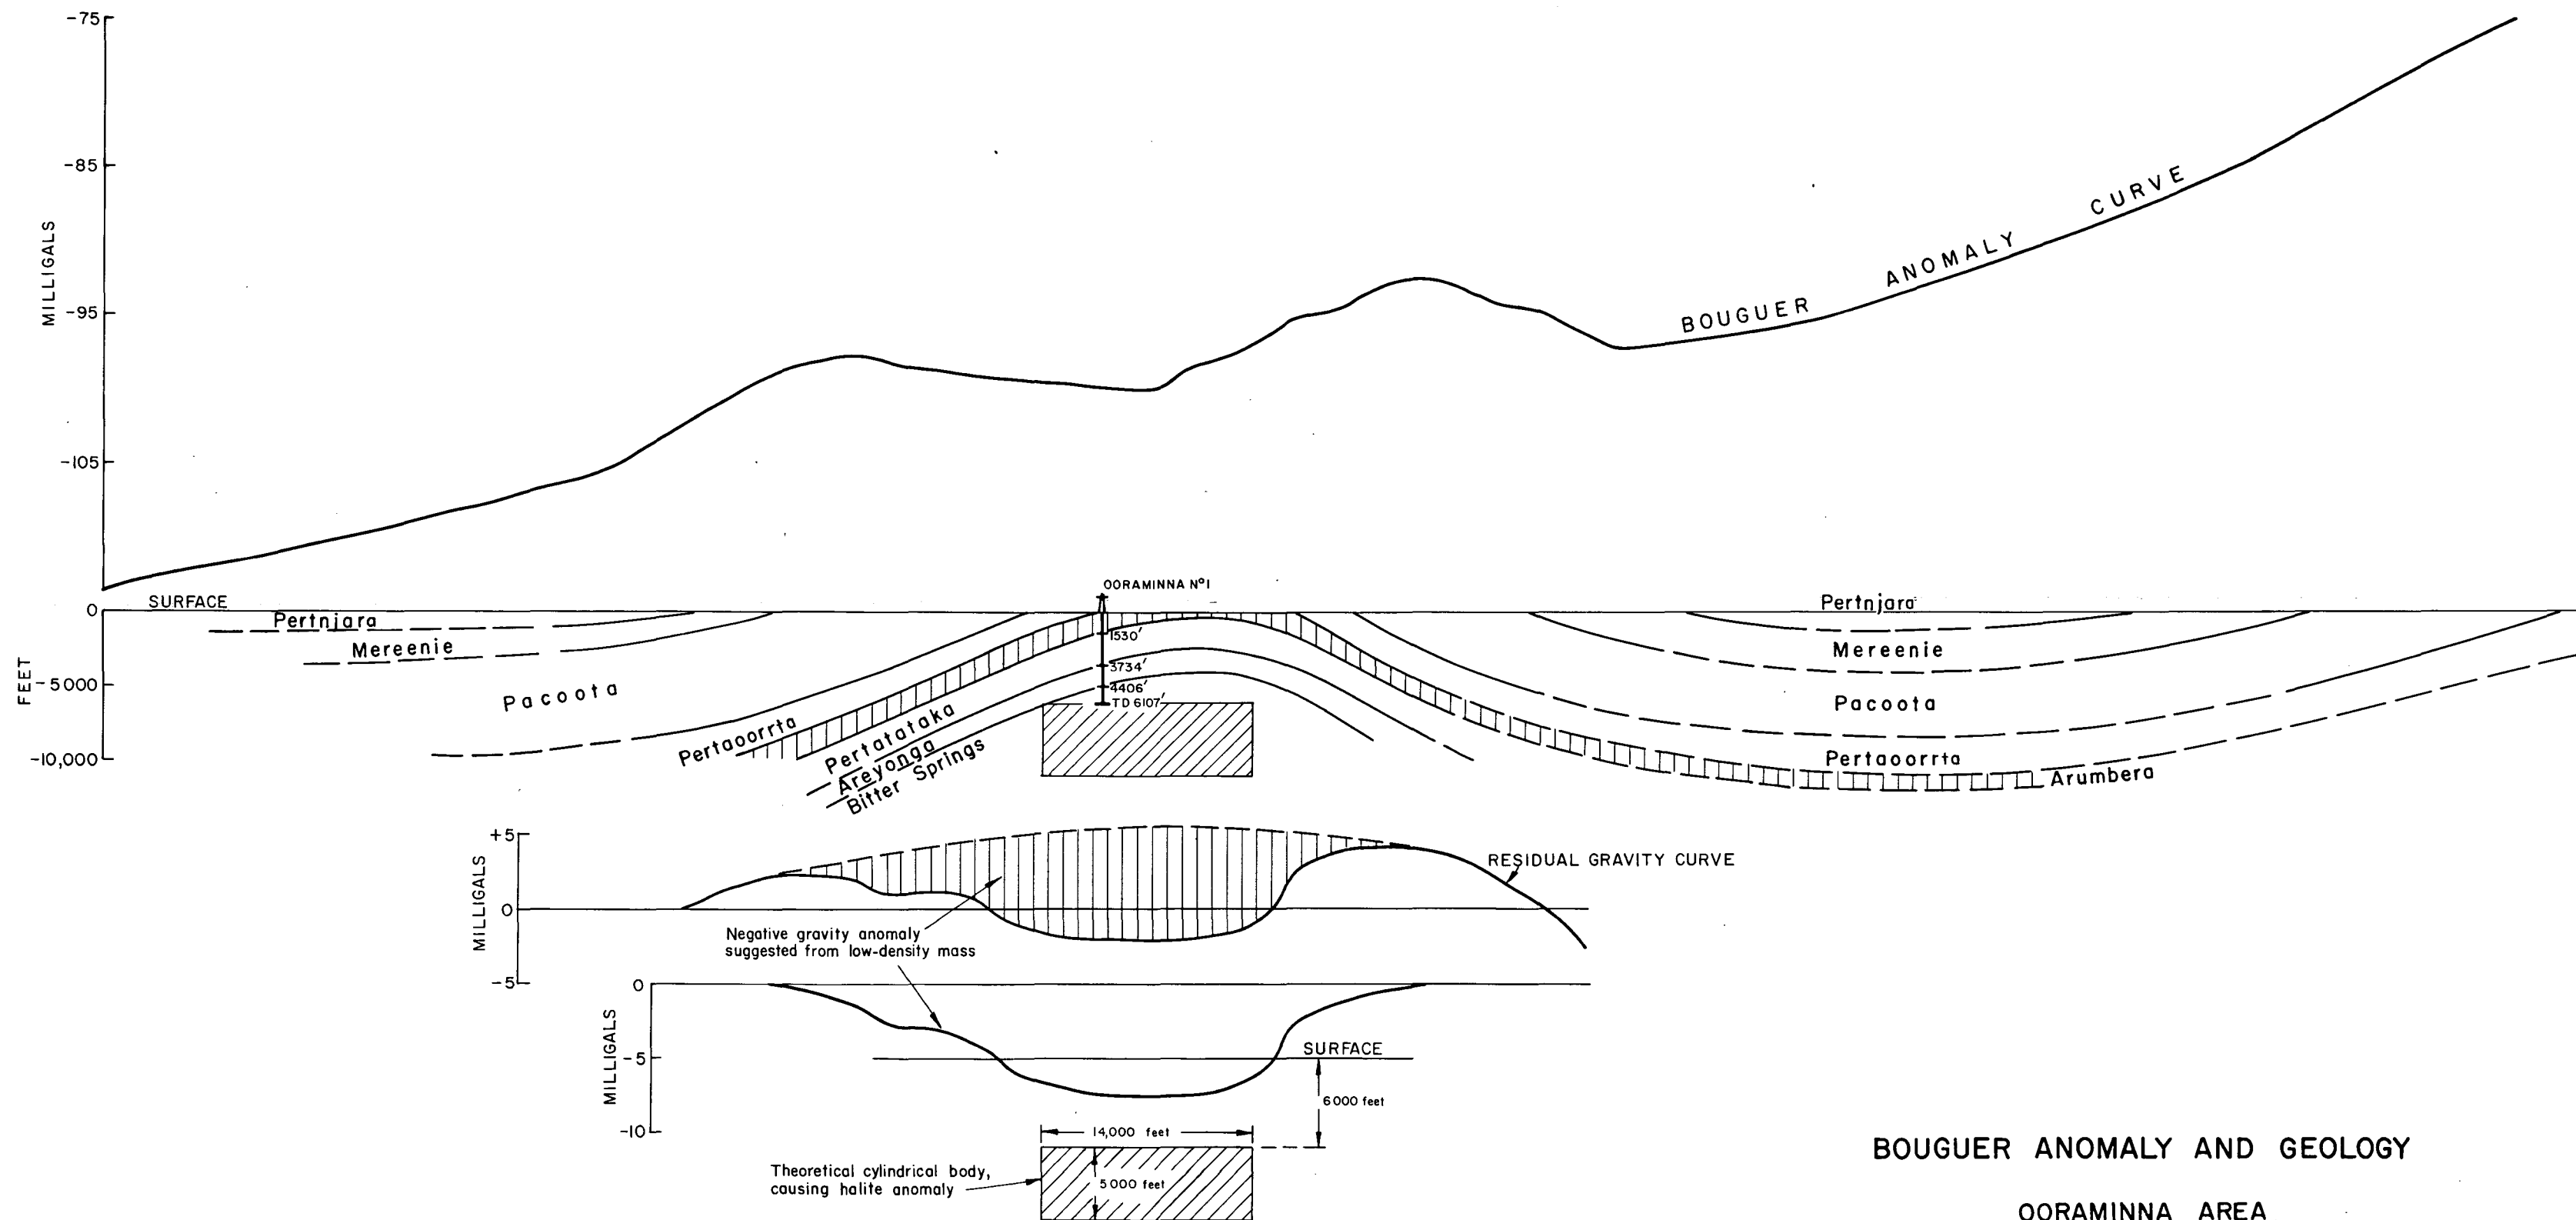 -75
-85
MILLIGALS
-95
-105
BOUGUER ANOMALY CURVE
OORAMINNA Nº1
0
SURFACE
Pertnjara
Pertnjara
1530'
Mereenie
Mereenie
3734'
FEET
-5000
4406'
Pacoota
Pacoota
TD 6107'
Pertaoorrta
Pertatataka
Areyonga
Bitter Springs
-10,000
Pertaoorrta
Arumbera
+5
MILLIGALS
0
-5
RESIDUAL GRAVITY CURVE
Negative gravity anomaly
suggested from low-density mass
0
MILLIGALS
-5
-10
SURFACE
6000 feet
14,000 feet
Theoretical cylindrical body,
causing halite anomaly
5000 feet
BOUGUER ANOMALY AND GEOLOGY
OORAMINNA AREA